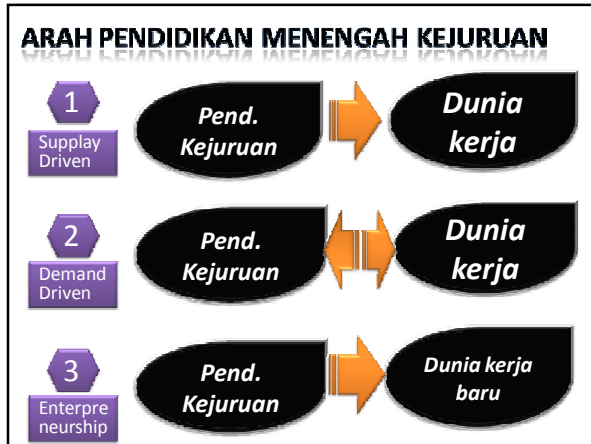 ARAH PENDIDIKAN MENENGAH KEJURUAN
1
Supplay
Driven
Pend.
Kejuruan
Dunia
kerja
2
Demand
Driven
Pend.
Kejuruan
Dunia
kerja
3
Enterpre
neurship
Pend.
Kejuruan
Dunia kerja
baru